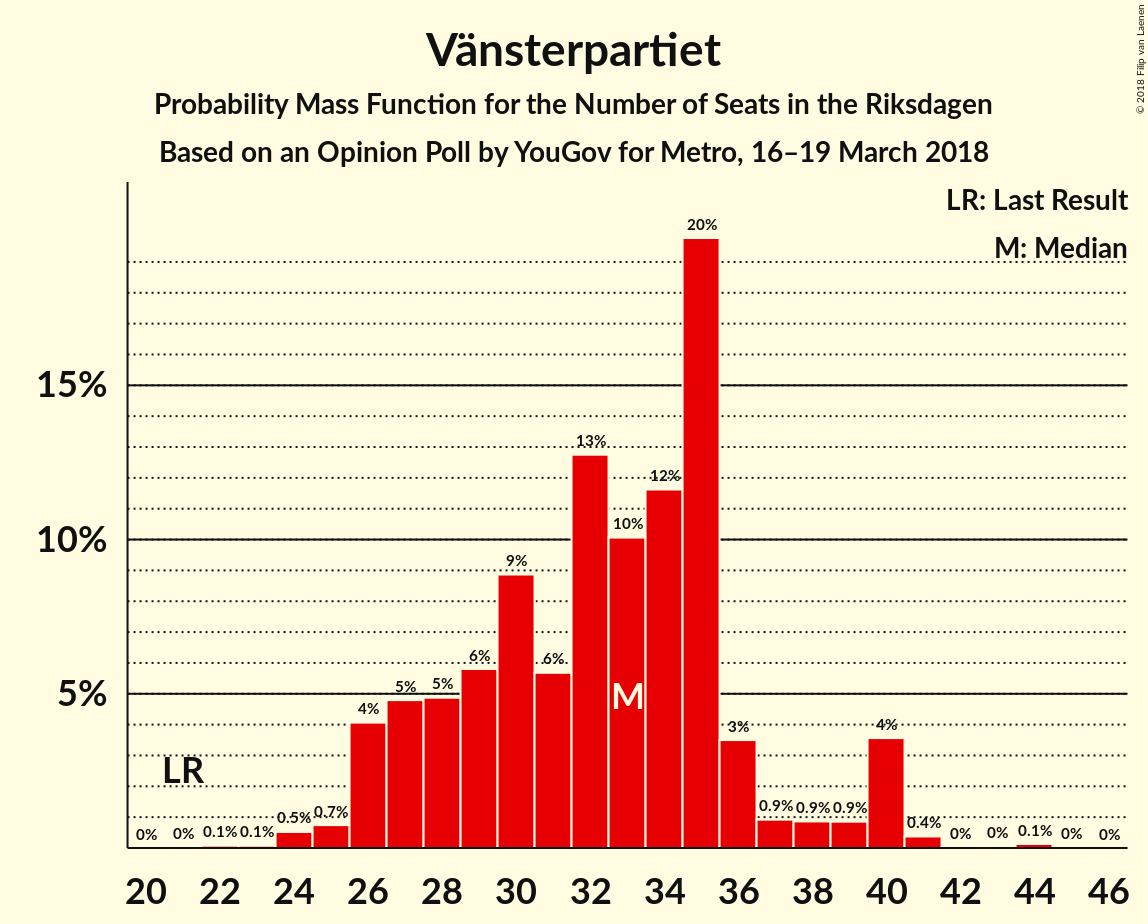 Vänsterpartiet
Probability Mass Function for the Number of Seats in the Riksdagen
Based on an Opinion Poll by YouGov for Metro, 16–19 March 2018
© 2018 Filip van Laenen
LR: Last Result
M: Median
15%
10%
5%
LR
M
0% 0% 0.1% 0.1% 0.5% 0.7% 4% 5% 5% 6% 9% 6% 13% 10% 12% 20% 3% 0.9% 0.9% 0.9% 4% 0.4% 0% 0% 0.1% 0% 0%
20 22 24 26 28 30 32 34 36 38 40 42 44 46